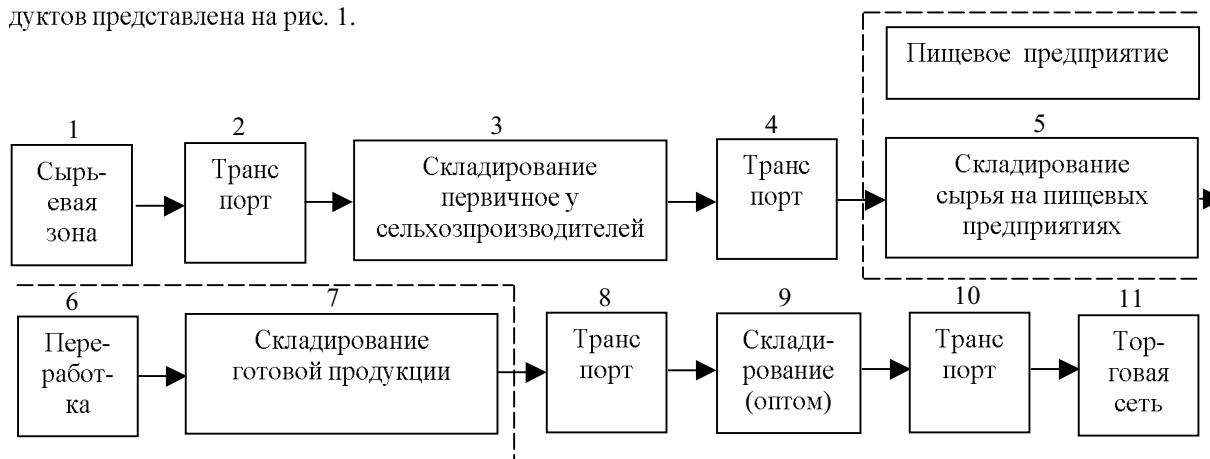 дуктов представлена на рис. 1.
Пищевое предприятие
1
2
3
4
5
Сырь-
евая
зона
Транс
порт
Складирование
первичное у
сельхозпроизводителей
Транс
порт
Складирование
сырья на пищевых
предприятиях
6
7
8
9
10
11
Пере-
работ-
ка
Складирование
готовой продукции
Транс
порт
Склади-
рование
(оптом)
Транс
порт
Тор-
говая
сеть